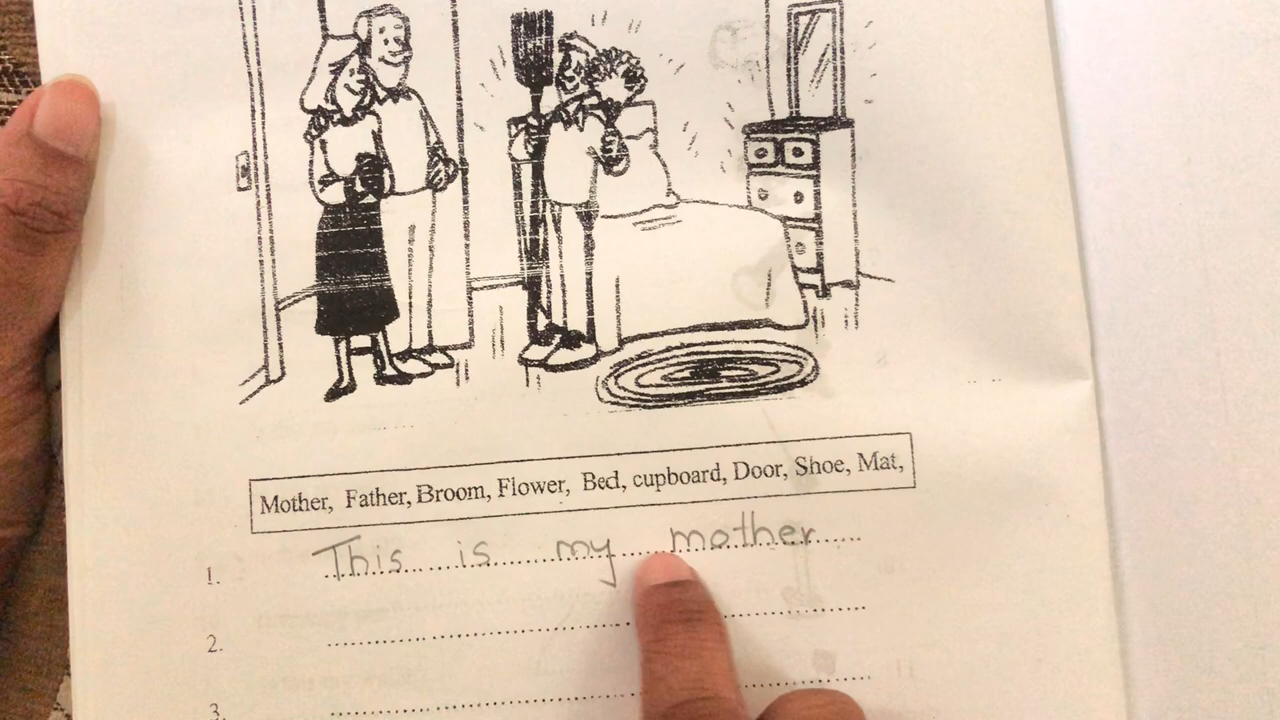 Mother, Father, Broom, Flower, Bed, cupboard, Door, Shoe, Mat,
1. This is my mother
2.
3.